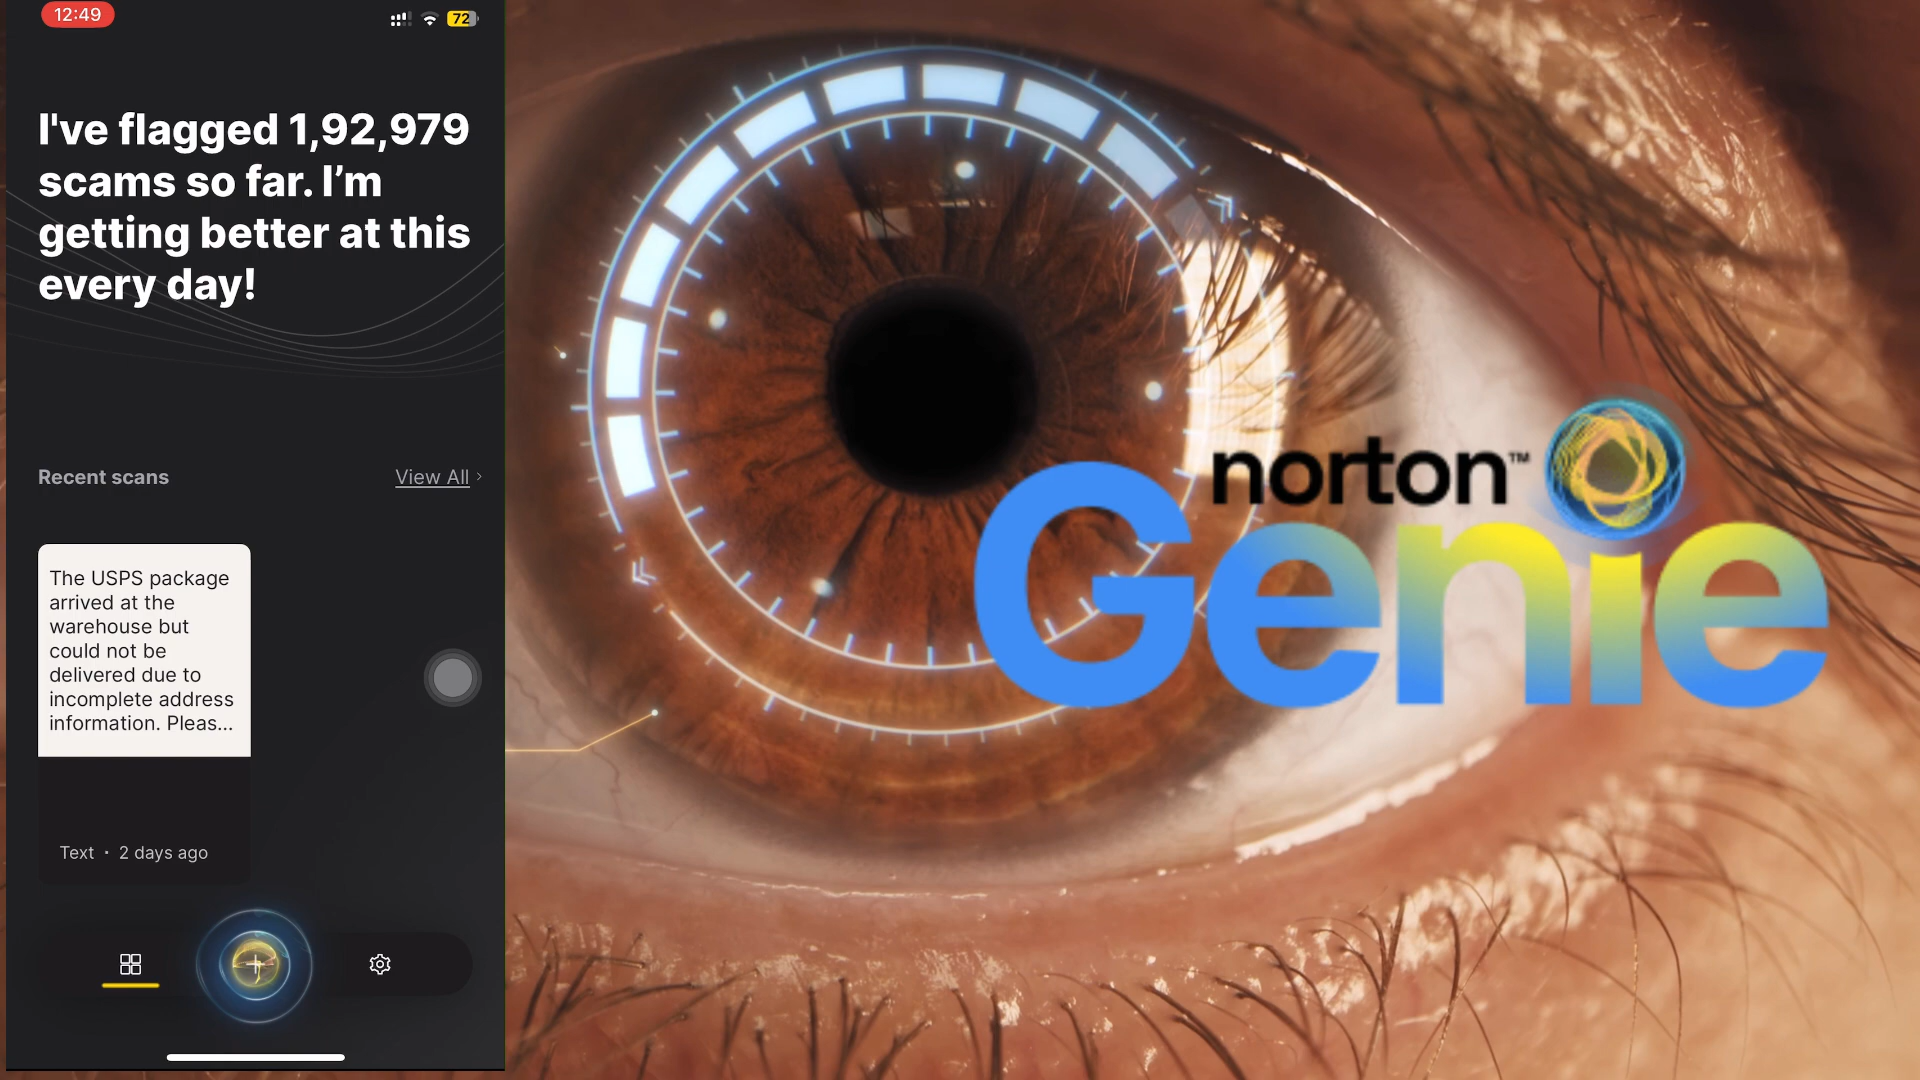 12:49
72
I've flagged 1,92,979
scams so far. I’m
getting better at this
every day!
Recent scans
View All
The USPS package
arrived at the
warehouse but
could not be
delivered due to
incomplete address
information. Pleas...
Text · 2 days ago
norton™
Genie